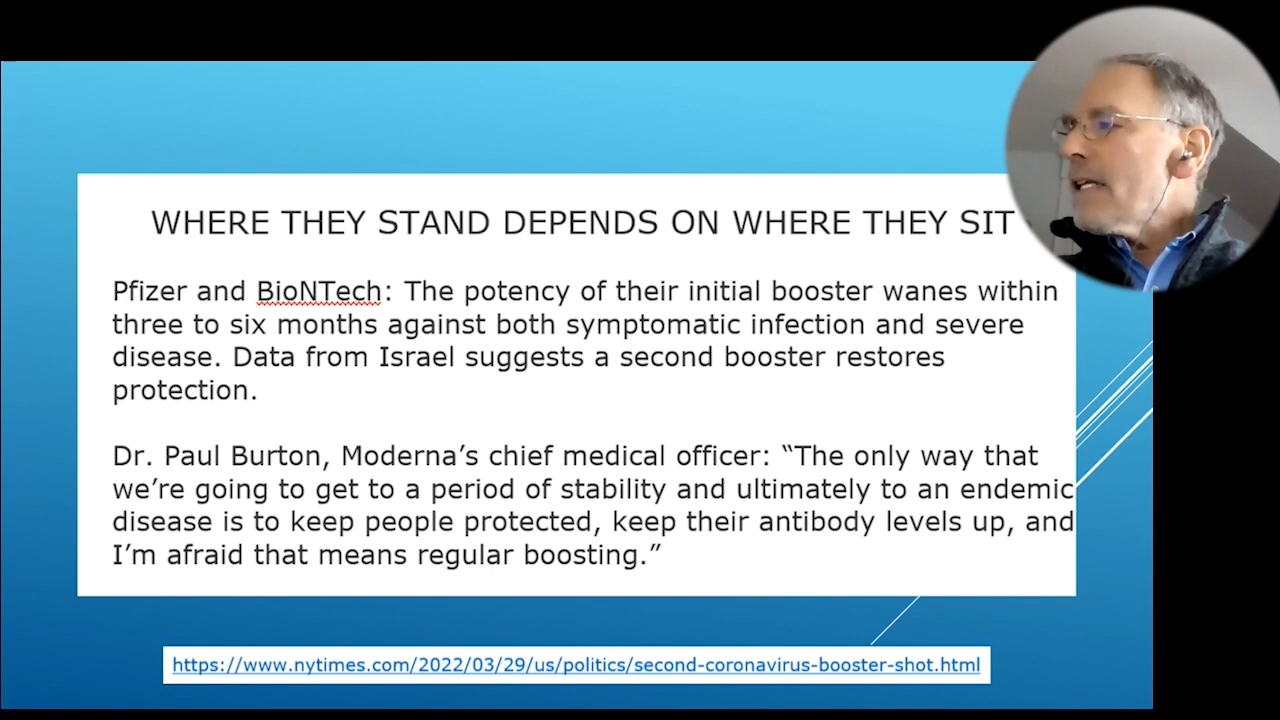 WHERE THEY STAND DEPENDS ON WHERE THEY SIT
Pfizer and BioNTech: The potency of their initial booster wanes within
three to six months against both symptomatic infection and severe
disease. Data from Israel suggests a second booster restores
protection.
Dr. Paul Burton, Moderna’s chief medical officer: “The only way that
we’re going to get to a period of stability and ultimately to an endemic
disease is to keep people protected, keep their antibody levels up, and
I’m afraid that means regular boosting.”
https://www.nytimes.com/2022/03/29/us/politics/second-coronavirus-booster-shot.html